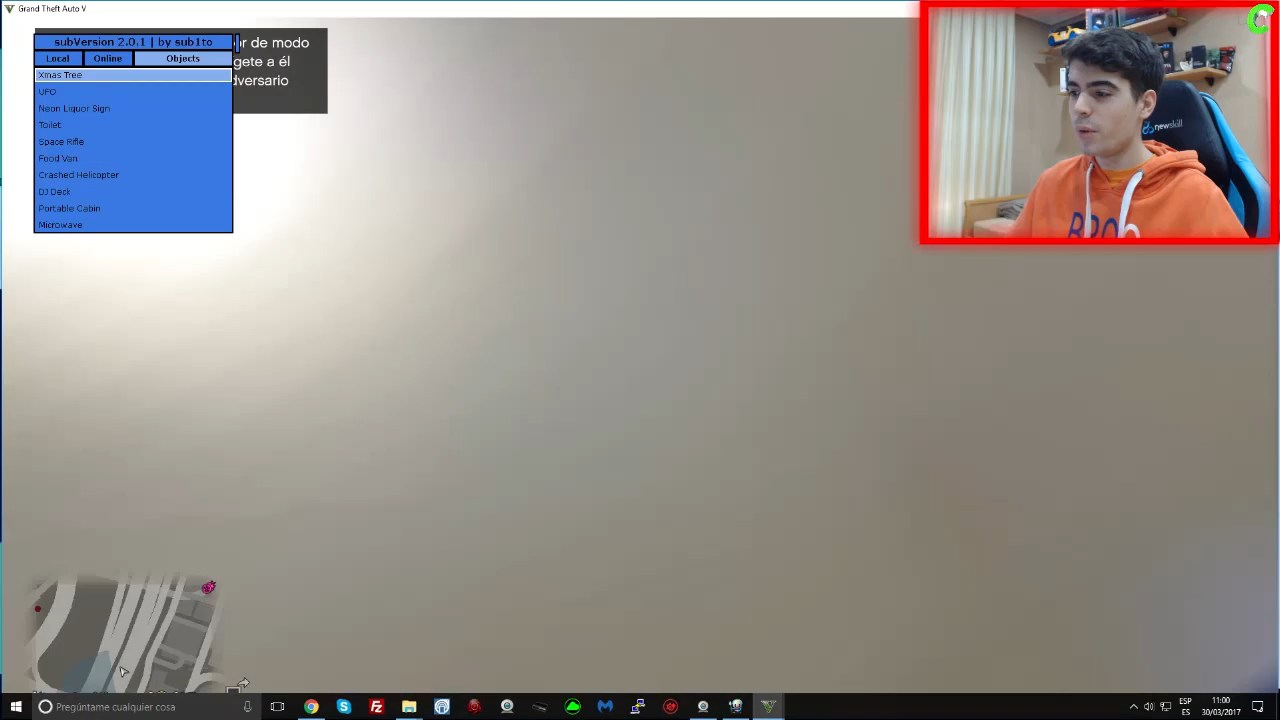 Grand Theft Auto V
subVersion 2.0.1 | by sub1to
Local Online Objects
Xmas Tree
UFO
Neon Liquor Sign
Toilet
Space Rifle
Food Van
Crashed Helicopter
DJ Deck
Portable Cabin
Microwave
or de modo
gete a él
dversario
newskill
Pregúntame cualquier cosa
ESP
ES
11:00
30/03/2017